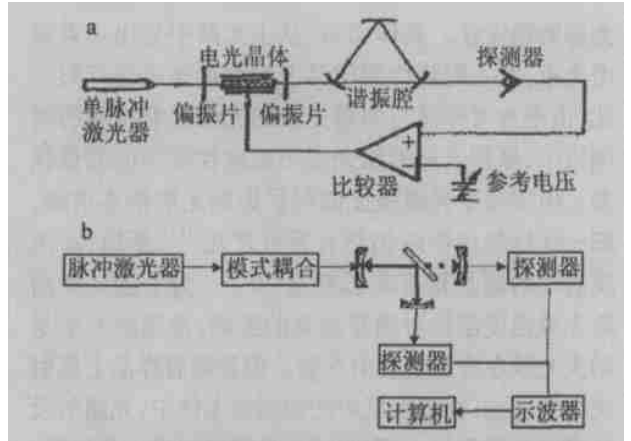 a
电光晶体
探测器
单脉冲
激光器
偏振片
偏振片
谐振腔
+
−
比较器
参考电压
b
脉冲激光器
模式耦合
探测器
探测器
计算机
示波器